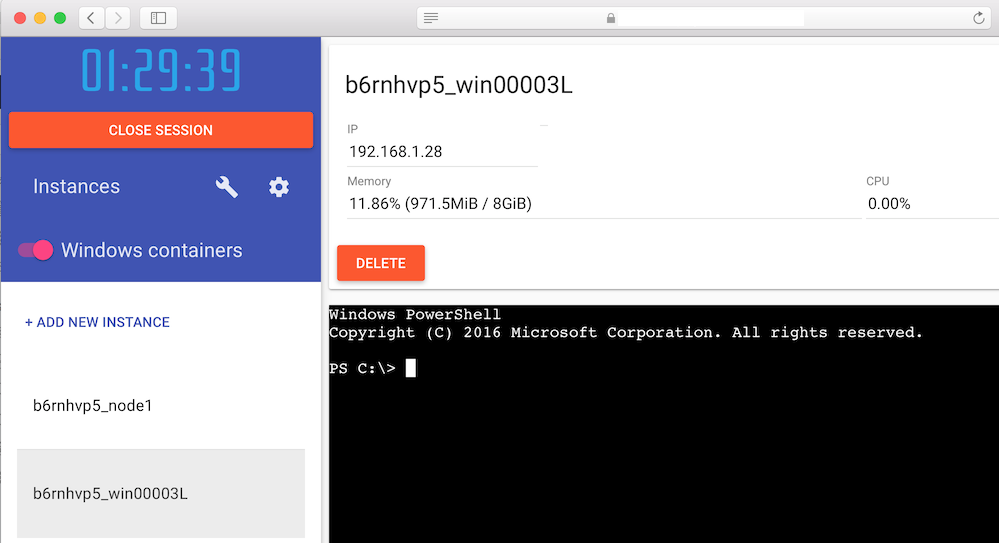 01:29:39
CLOSE SESSION
Instances
Windows containers
+ ADD NEW INSTANCE
b6rnhvp5_node1
b6rnhvp5_win00003L
b6rnhvp5_win00003L
IP
192.168.1.28
Memory
11.86% (971.5MiB / 8GiB)
CPU
0.00%
DELETE
Windows PowerShell
Copyright (C) 2016 Microsoft Corporation. All rights reserved.
PS C:\>